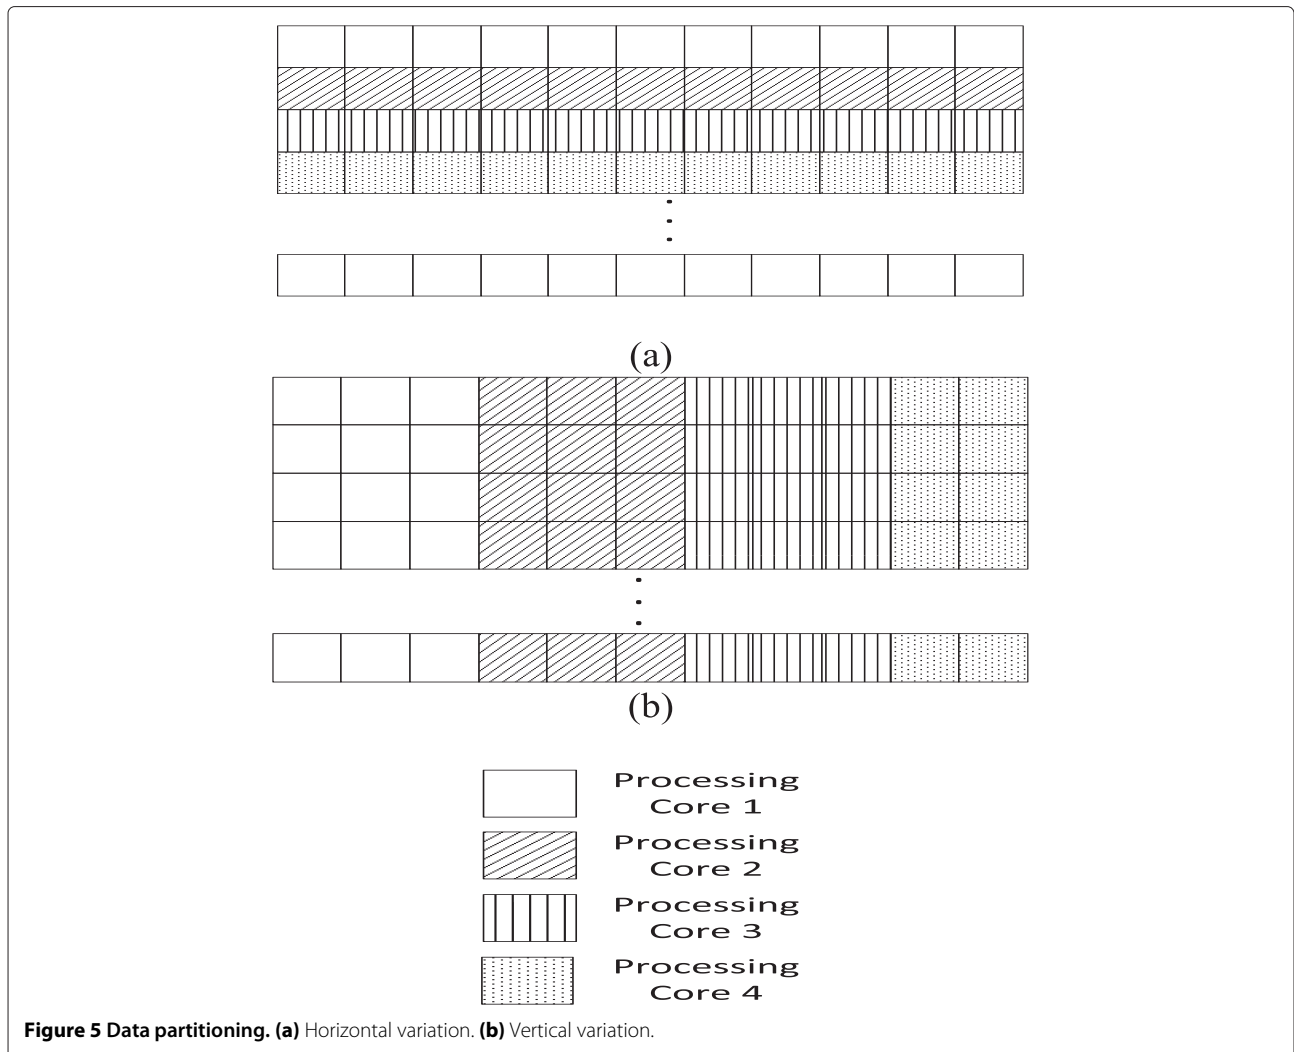 (a)
(b)
Processing
Core 1
Processing
Core 2
Processing
Core 3
Processing
Core 4
Figure 5 Data partitioning. (a) Horizontal variation. (b) Vertical variation.